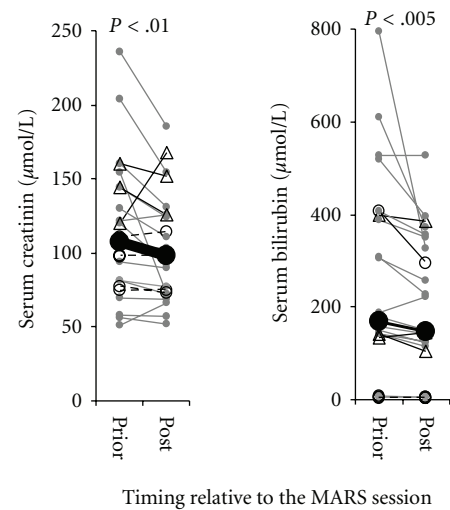 P < .01
Serum creatinin (μmol/L)
250
200
150
100
50
0
Prior
Post
P < .005
Serum bilirubin (μmol/L)
800
600
400
200
0
Prior
Post
Timing relative to the MARS session